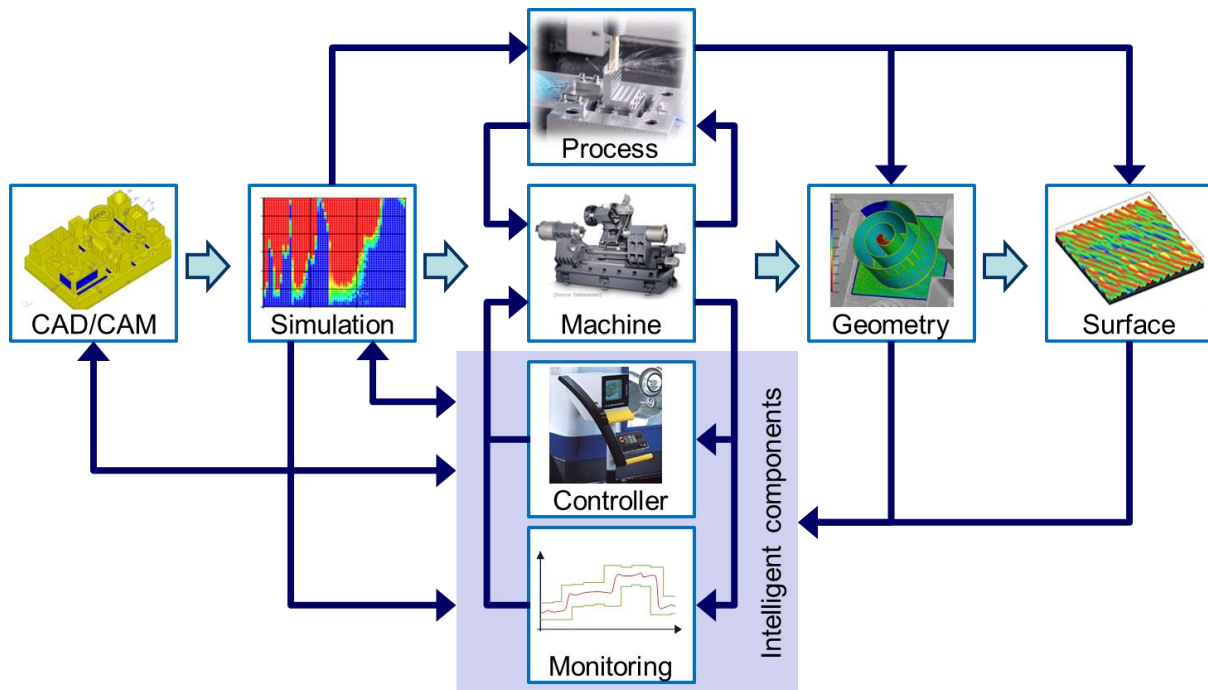 Process
CAD/CAM
Simulation
Machine
Geometry
Surface
Controller
Monitoring
Intelligent components